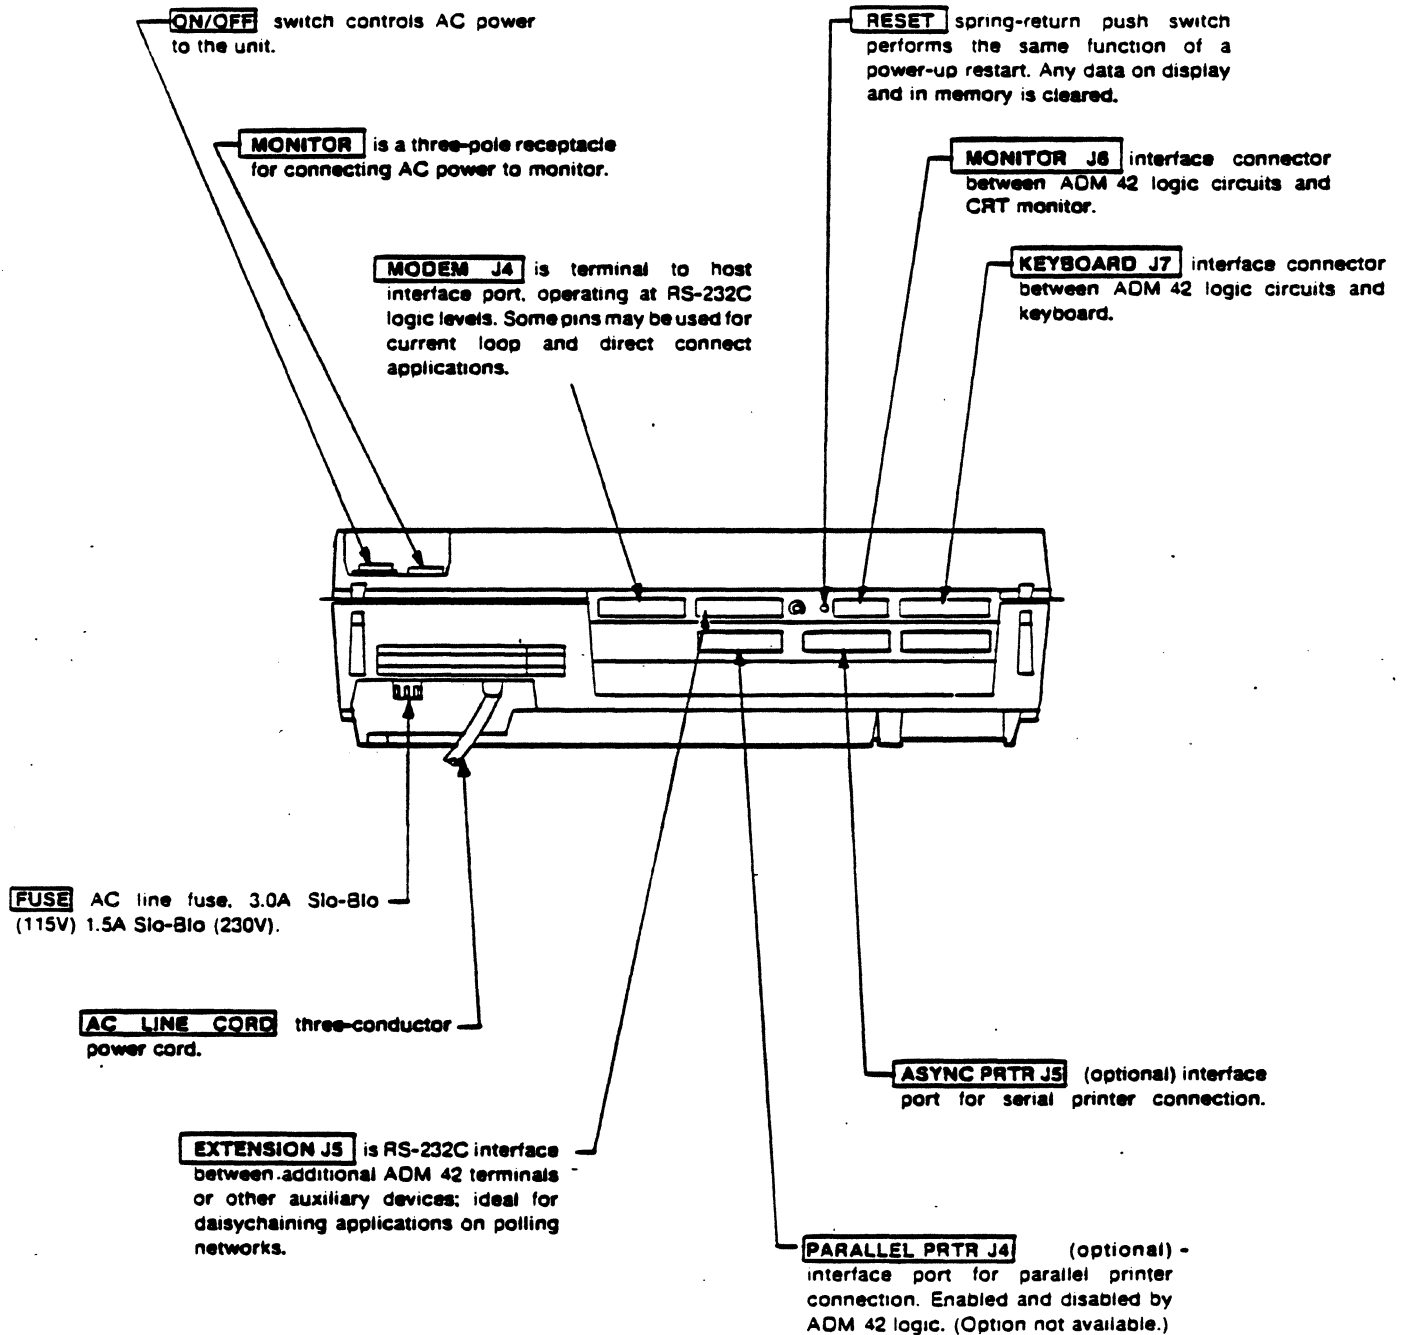 ON/OFF switch controls AC power
to the unit.
RESET spring-return push switch
performs the same function of a
power-up restart. Any data on display
and in memory is cleared.
MONITOR is a three-pole receptacle
for connecting AC power to monitor.
MONITOR J6 interface connector
between ADM 42 logic circuits and
CRT monitor.
MODEM J4 is terminal to host
interface port, operating at RS-232C
logic levels. Some pins may be used for
current loop and direct connect
applications.
KEYBOARD J7 interface connector
between ADM 42 logic circuits and
keyboard.
FUSE AC line fuse, 3.0A Slo-Blo
(115V) 1.5A Slo-Blo (230V).
AC LINE CORD three-conductor
power cord.
ASYNC PRTR J5 (optional) interface
port for serial printer connection.
EXTENSION J5 is RS-232C interface
between additional ADM 42 terminals
or other auxiliary devices; ideal for
daisychaining applications on polling
networks.
PARALLEL PRTR J4 (optional) -
interface port for parallel printer
connection. Enabled and disabled by
ADM 42 logic. (Option not available.)